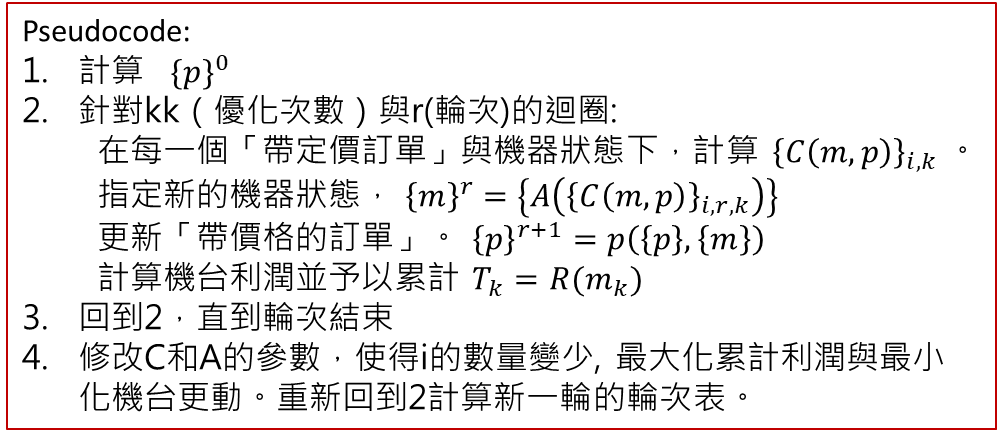 Pseudocode:
1. 計算 {p}⁰
2. 針對kk（優化次數）與r(輪次)的迴圈:
在每一個「帶定價訂單」與機器狀態下，計算 {C(m,p)}_{i,k} 。
指定新的機器狀態， {m}^r = {A({C(m,p)}_{i,r,k})}
更新「帶價格的訂單」。 {p}^{r+1} = p({p},{m})
計算機台利潤並予以累計 T_k = R(m_k)
3. 回到2，直到輪次結束
4. 修改C和A的參數，使得i的數量變少, 最大化累計利潤與最小
化機台更動。重新回到2計算新一輪的輪次表。